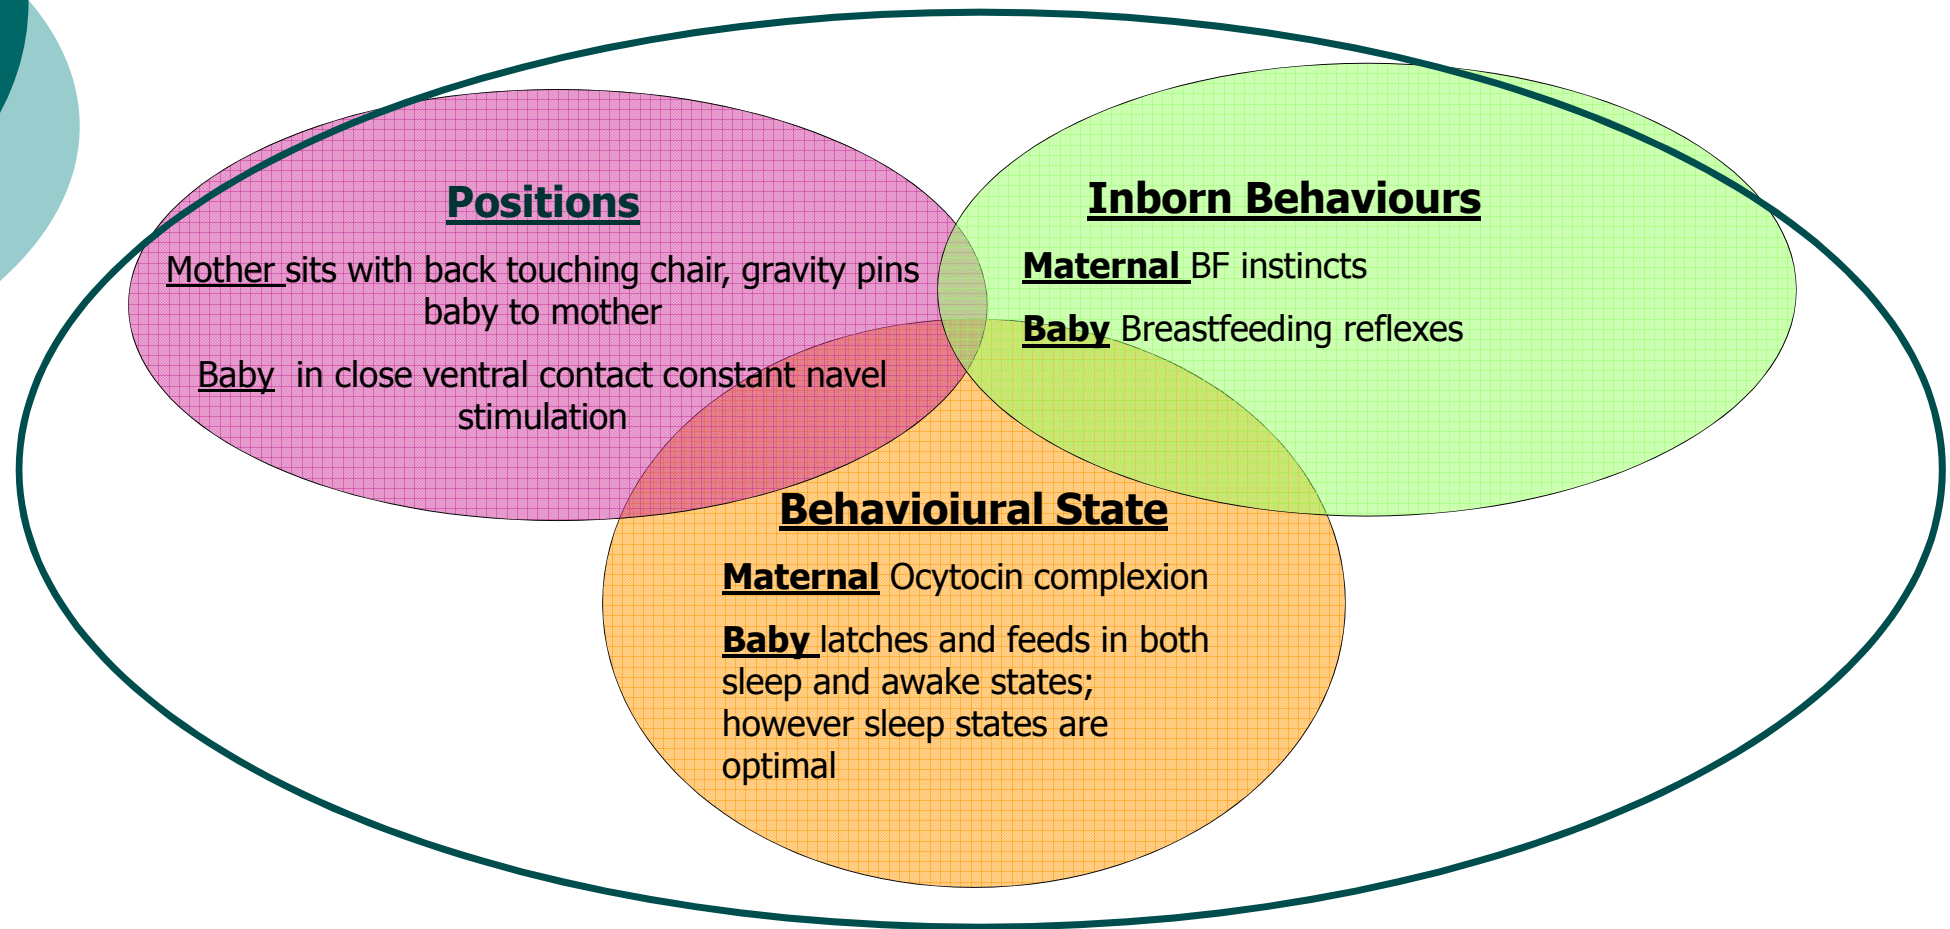 Positions
Mother sits with back touching chair, gravity pins
baby to mother
Baby in close ventral contact constant navel
stimulation
Inborn Behaviours
Maternal BF instincts
Baby Breastfeeding reflexes
Behavioiural State
Maternal Ocytocin complexion
Baby latches and feeds in both
sleep and awake states;
however sleep states are
optimal